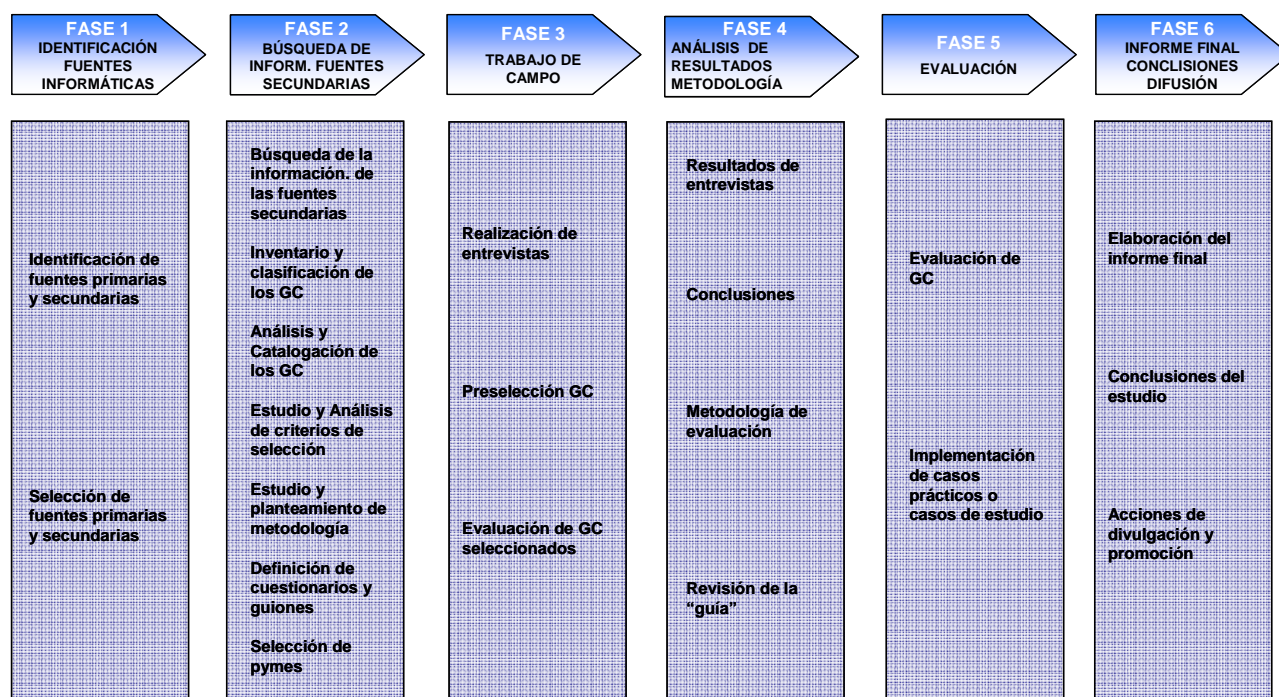 FASE 1
IDENTIFICACIÓN
FUENTES
INFORMÁTICAS
FASE 2
BÚSQUEDA DE
INFORM. FUENTES
SECUNDARIAS
FASE 3
TRABAJO DE
CAMPO
FASE 4
ANÁLISIS DE
RESULTADOS
METODOLOGÍA
FASE 5
EVALUACIÓN
FASE 6
INFORME FINAL
CONCLISIONES
DIFUSIÓN
Identificación de
fuentes primarias
y secundarias
Selección de
fuentes primarias
y secundarias
Búsqueda de la
información. de
las fuentes
secundarias
Inventario y
clasificación de
los GC
Análisis y
Catalogación de
los GC
Estudio y Análisis
de criterios de
selección
Estudio y
planteamiento de
metodología
Definición de
cuestionarios y
guiones
Selección de
pymes
Realización de
entrevistas
Preselección GC
Evaluación de GC
seleccionados
Resultados de
entrevistas
Conclusiones
Metodología de
evaluación
Revisión de la
“guía”
Evaluación de
GC
Implementación
de casos
prácticos o
casos de estudio
Elaboración del
informe final
Conclusiones del
estudio
Acciones de
divulgación y
promoción